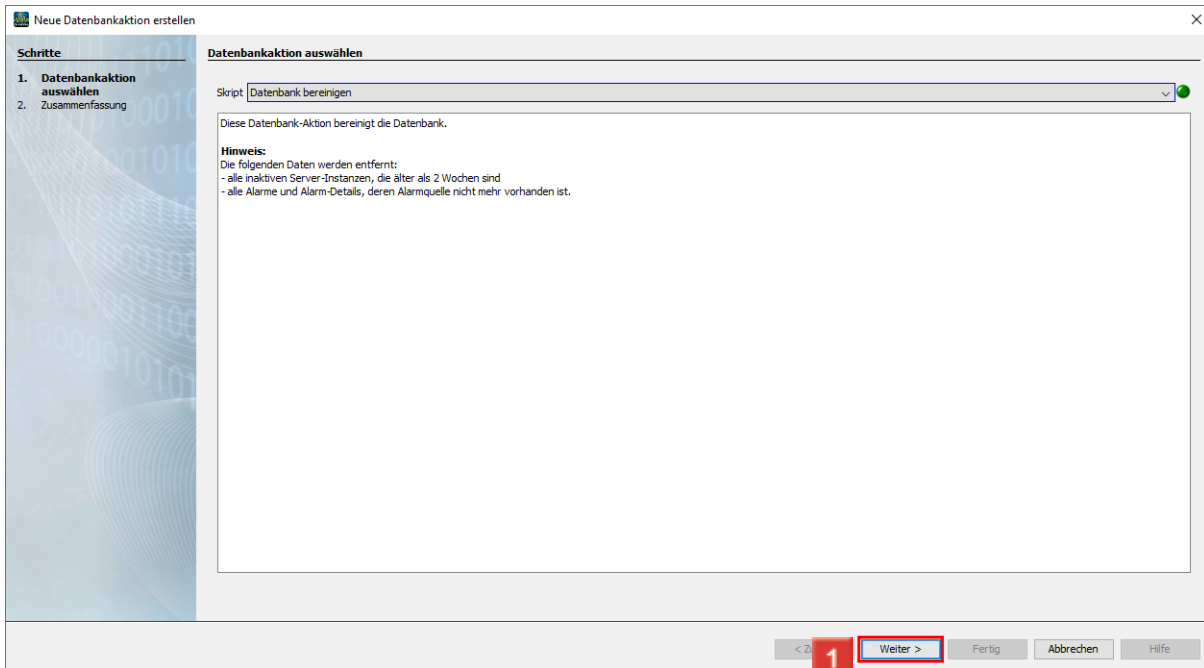 Neue Datenbankaktion erstellen
Schritte
1. Datenbankaktion
auswählen
2. Zusammenfassung
Datenbankaktion auswählen
Skript Datenbank bereinigen
Diese Datenbank-Aktion bereinigt die Datenbank.
Hinweis:
Die folgenden Daten werden entfernt:
- alle inaktiven Server-Instanzen, die älter als 2 Wochen sind
- alle Alarme und Alarm-Details, deren Alarmquelle nicht mehr vorhanden ist.
1 Weiter > Fertig Abbrechen Hilfe